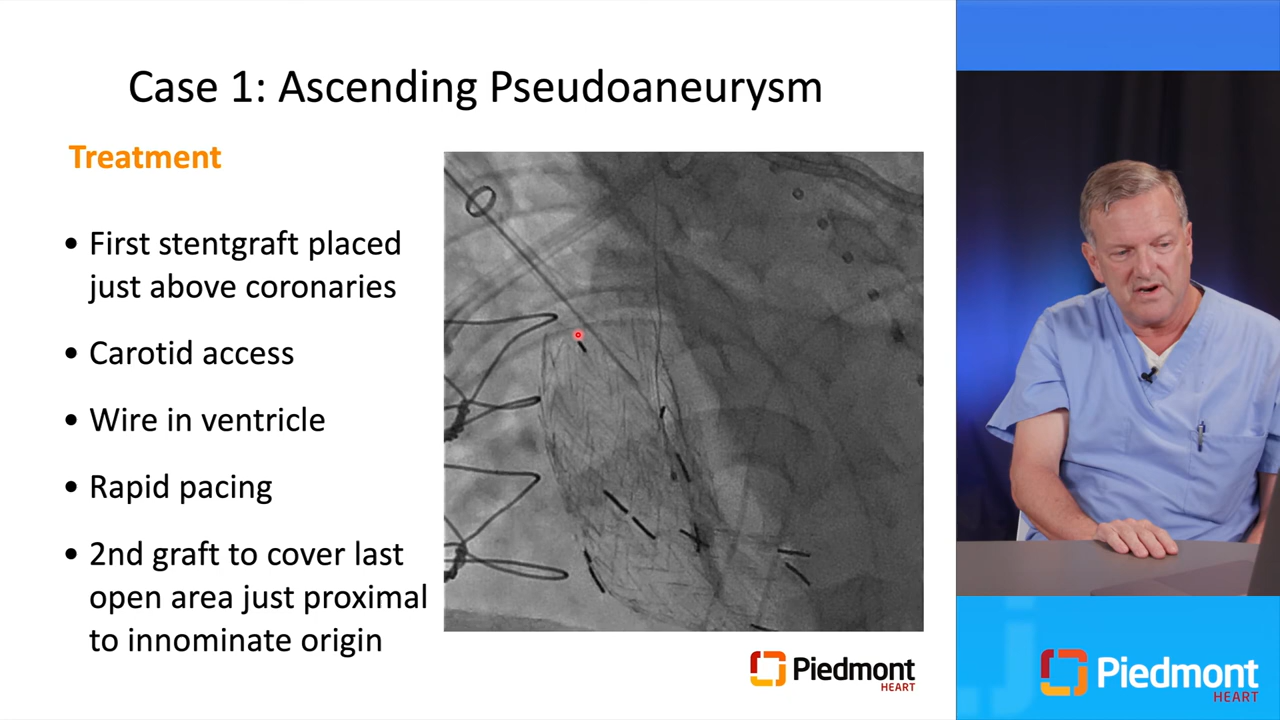 Case 1: Ascending Pseudoaneurysm
Treatment
• First stentgraft placed
just above coronaries
• Carotid access
• Wire in ventricle
• Rapid pacing
• 2nd graft to cover last
open area just proximal
to innominate origin
Piedmont
HEART
Piedmont
HEART